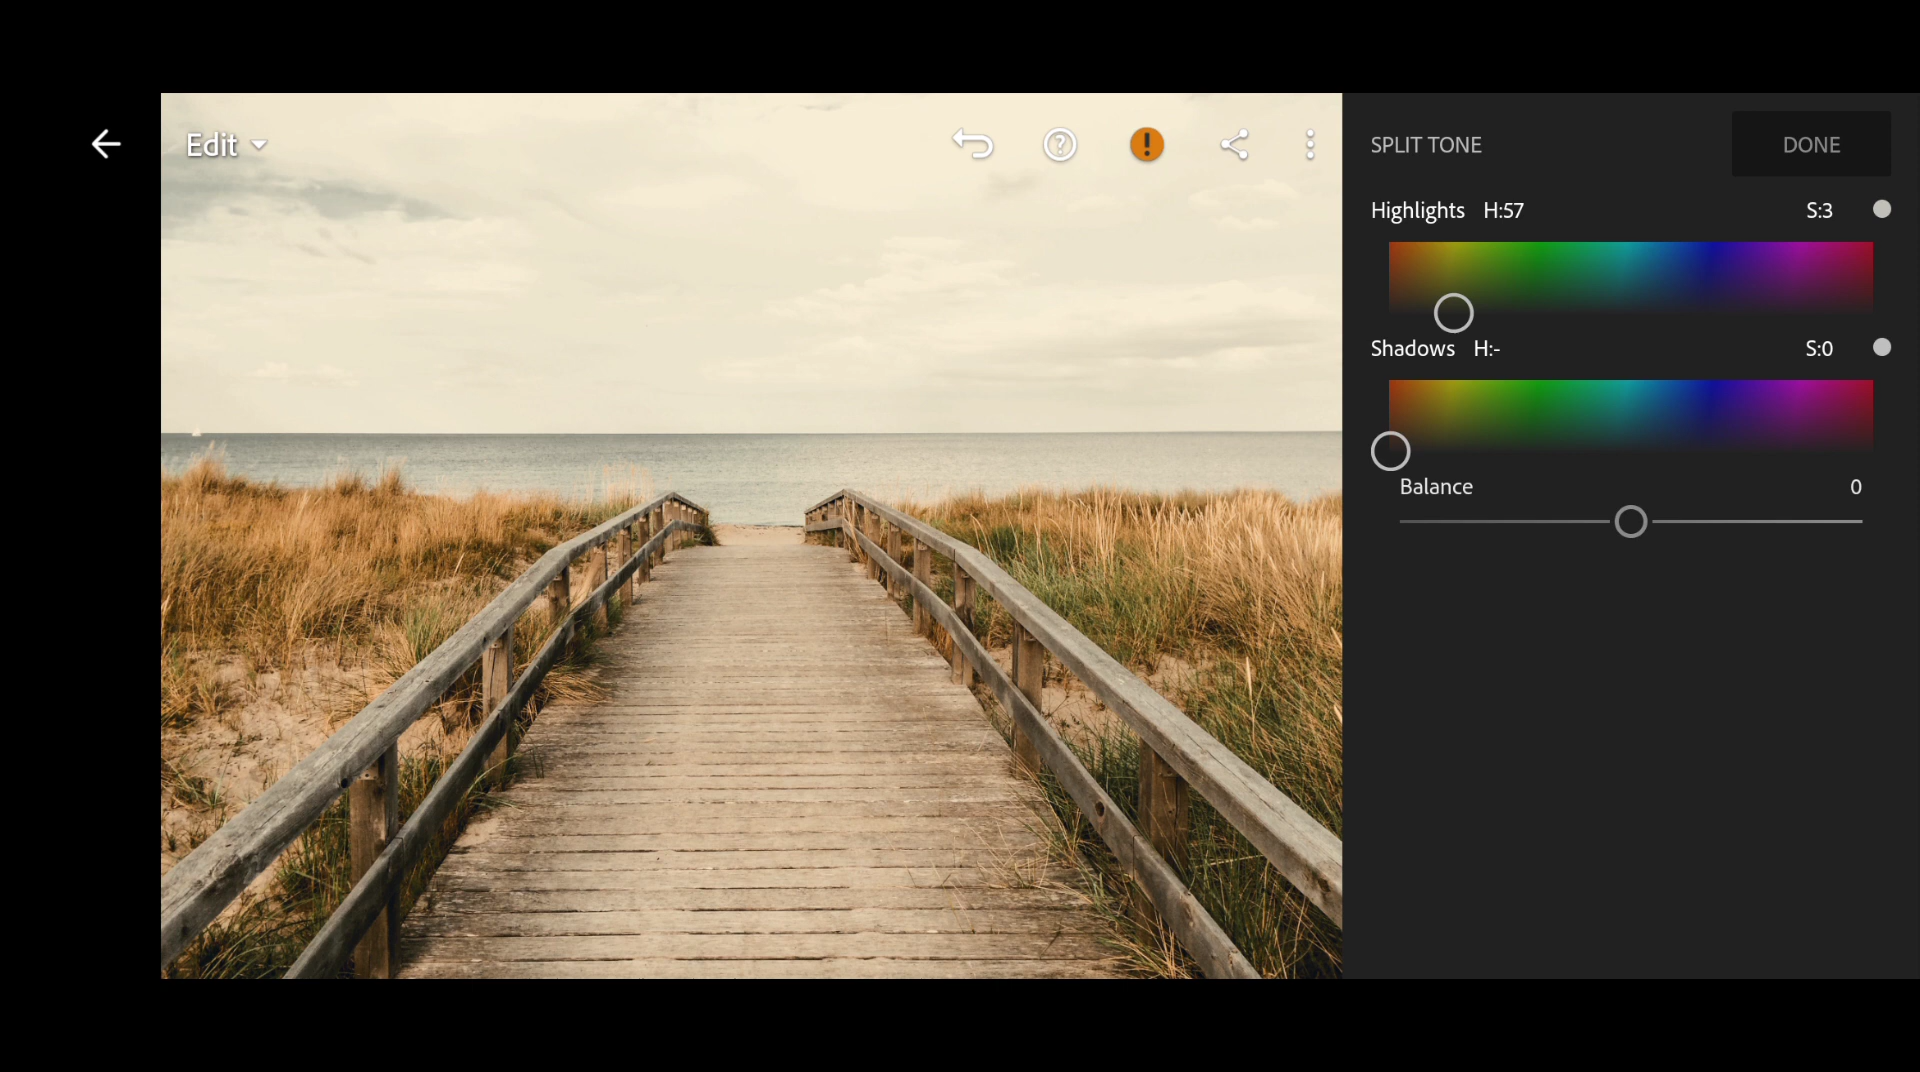 Edit
SPLIT TONE
DONE
Highlights H:57 S:3
Shadows H:- S:0
Balance 0